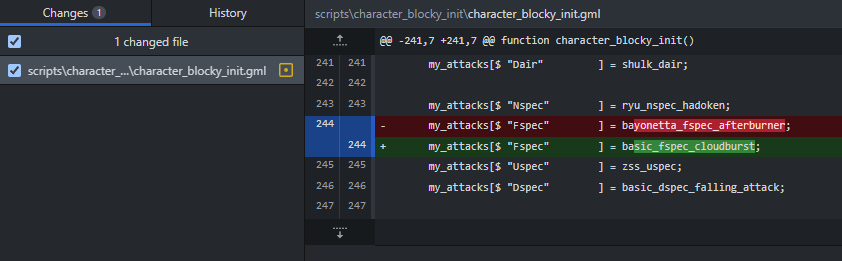 Changes 1
History
1 changed file
scripts\character_...\character_blocky_init.gml
scripts\character_blocky_init\character_blocky_init.gml
@@ -241,7 +241,7 @@ function character_blocky_init()
241 241 my_attacks[$ "Dair" ] = shulk_dair;
242 242
243 243 my_attacks[$ "Nspec" ] = ryu_nspec_hadoken;
244 - my_attacks[$ "Fspec" ] = bayonetta_fspec_afterburner;
244 + my_attacks[$ "Fspec" ] = basic_fspec_cloudburst;
245 245 my_attacks[$ "Uspec" ] = zss_uspec;
246 246 my_attacks[$ "Dspec" ] = basic_dspec_falling_attack;
247 247